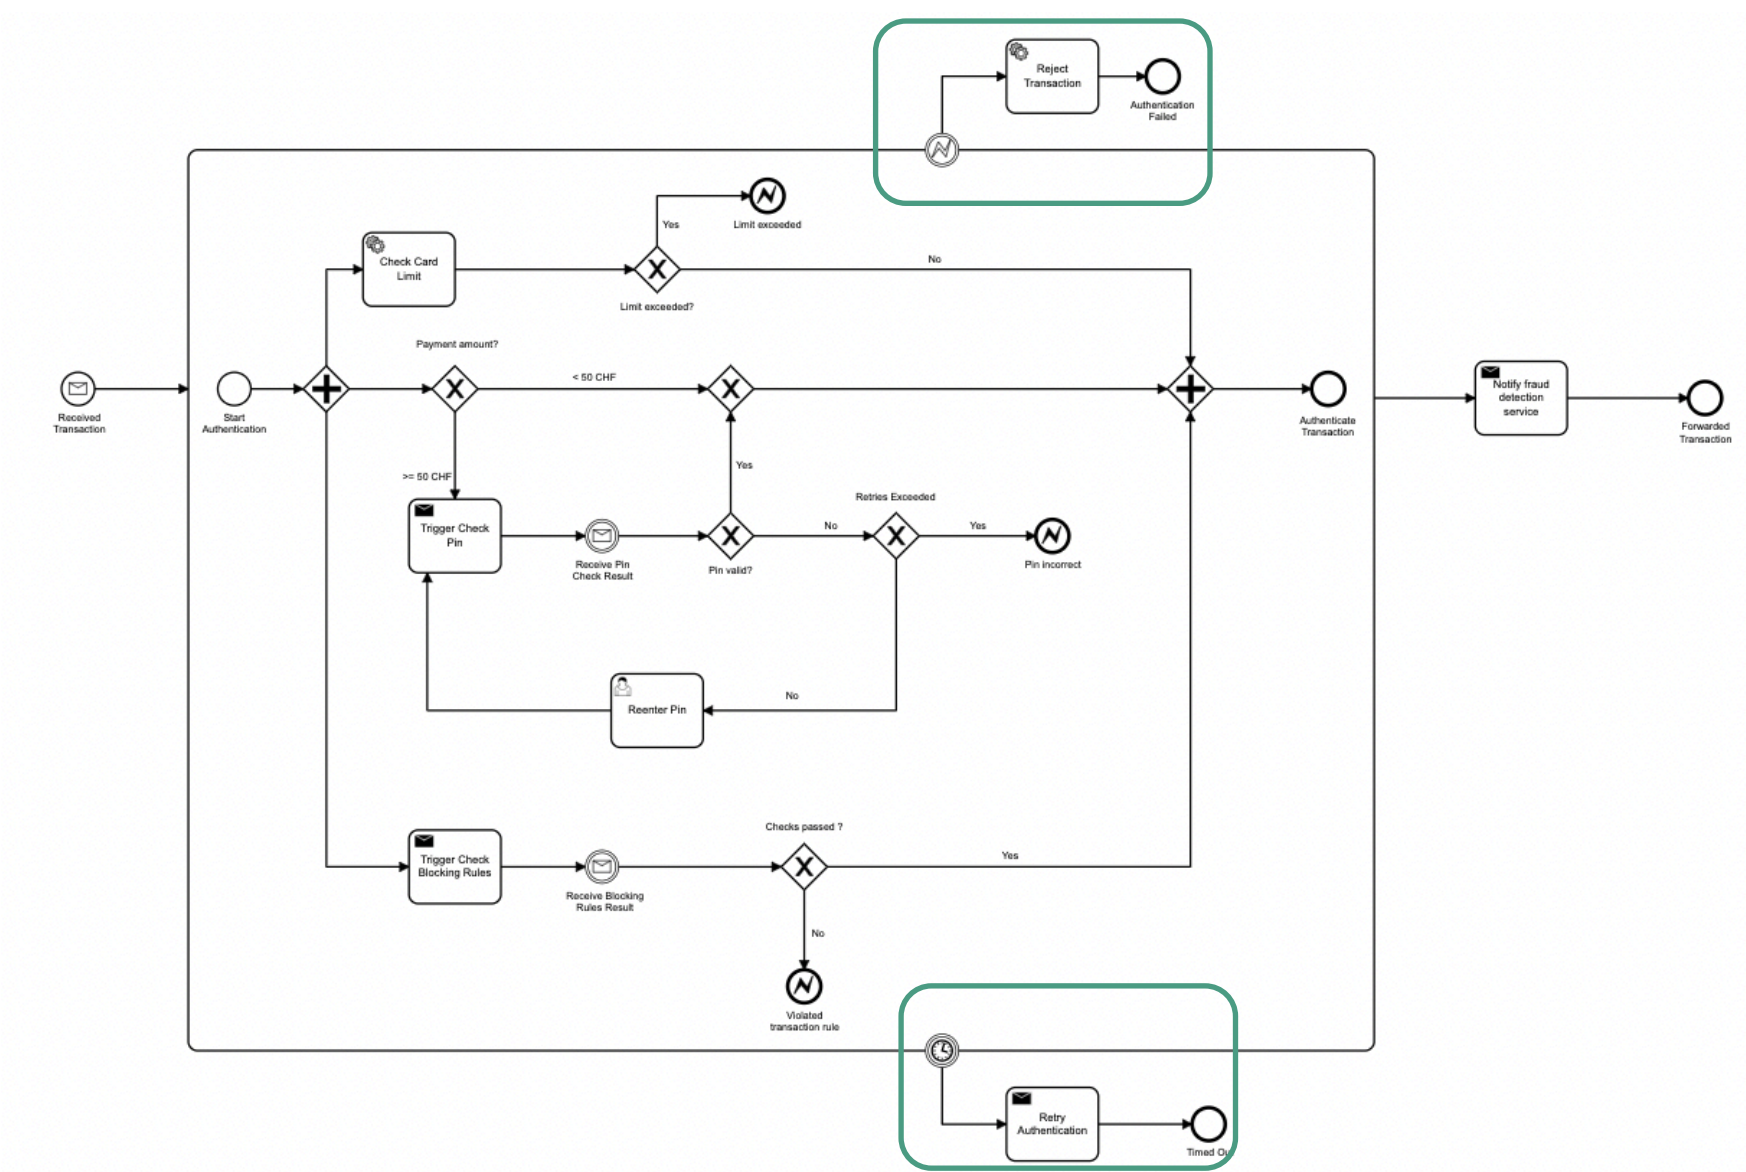 Reject
Transaction
Authentication
Failed
Yes
Limit exceeded
Check Card
Limit
No
Limit exceeded?
Payment amount?
< 50 CHF
Received
Transaction
Start
Authentication
Authenticate
Transaction
Notify fraud
detection
service
Forwarded
Transaction
>= 50 CHF
Yes
Retries Exceeded
Trigger Check
Pin
No
Yes
Receive Pin
Check Result
Pin valid?
Pin incorrect
Reenter Pin
No
Checks passed ?
Trigger Check
Blocking Rules
Yes
Receive Blocking
Rules Result
No
Violated
transaction rule
Retry
Authentication
Timed Ou